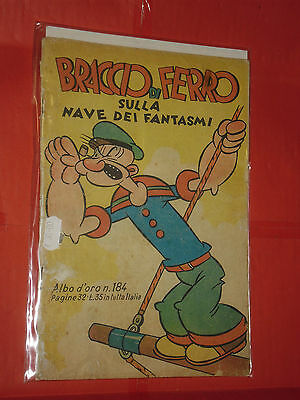 BRACCIO DI FERRO
SULLA
NAVE DEI FANTASMI
Albo d'oro n. 184
Pagine 32 L. 35 in tutta Italia